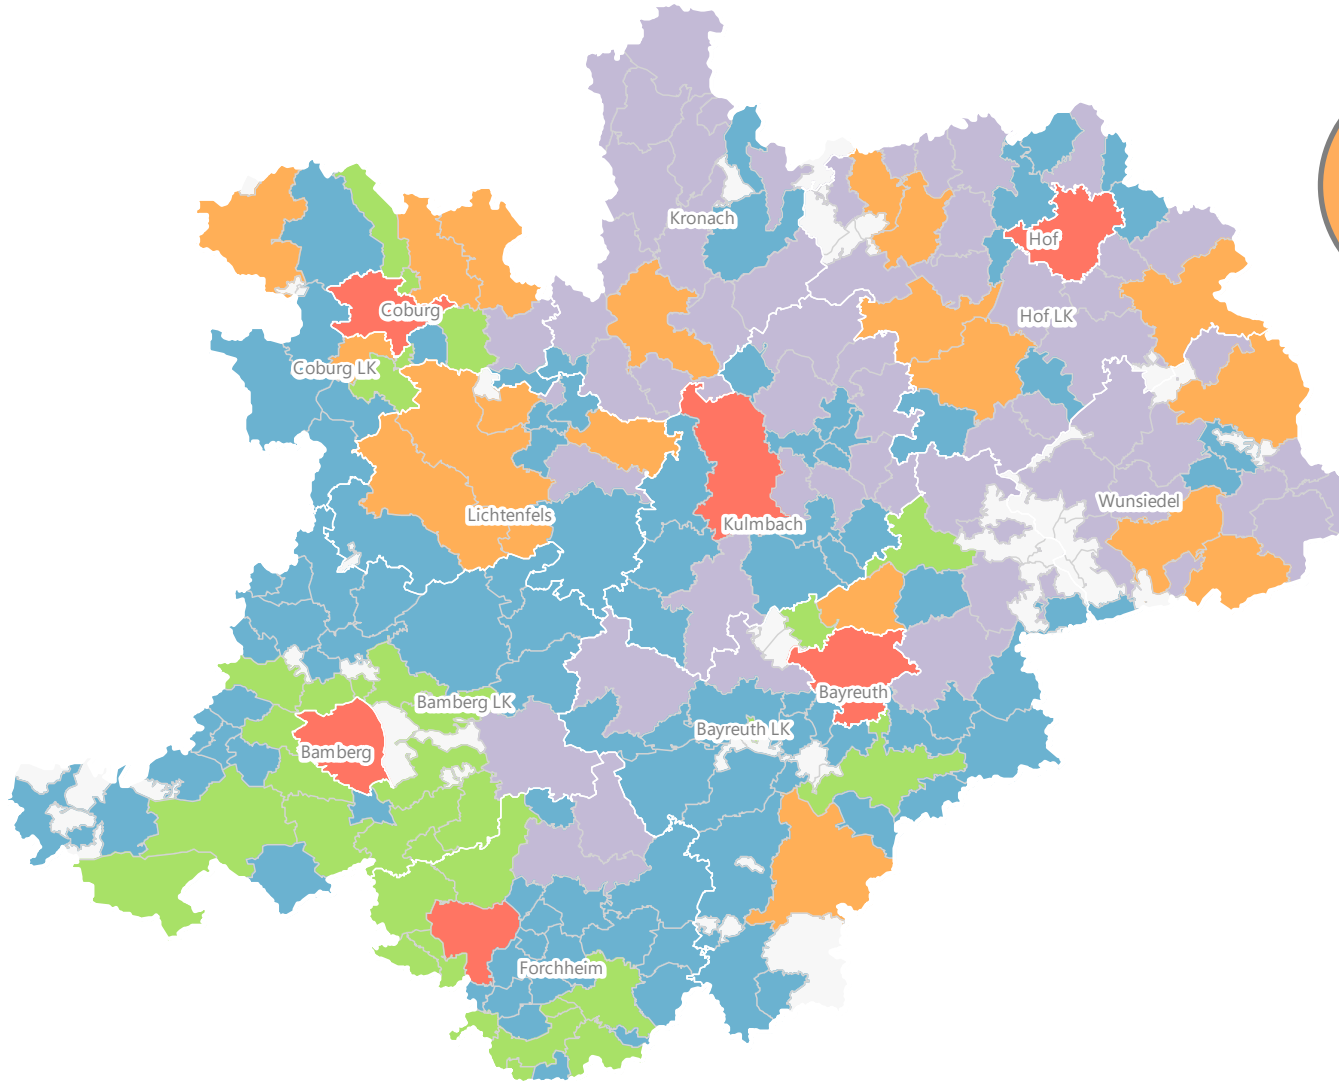 Kronach
Hof
Coburg
Hof LK
Coburg LK
Wunsiedel
Lichtenfels
Kulmbach
Bayreuth
Bamberg LK
Bayreuth LK
Bamberg
Forchheim